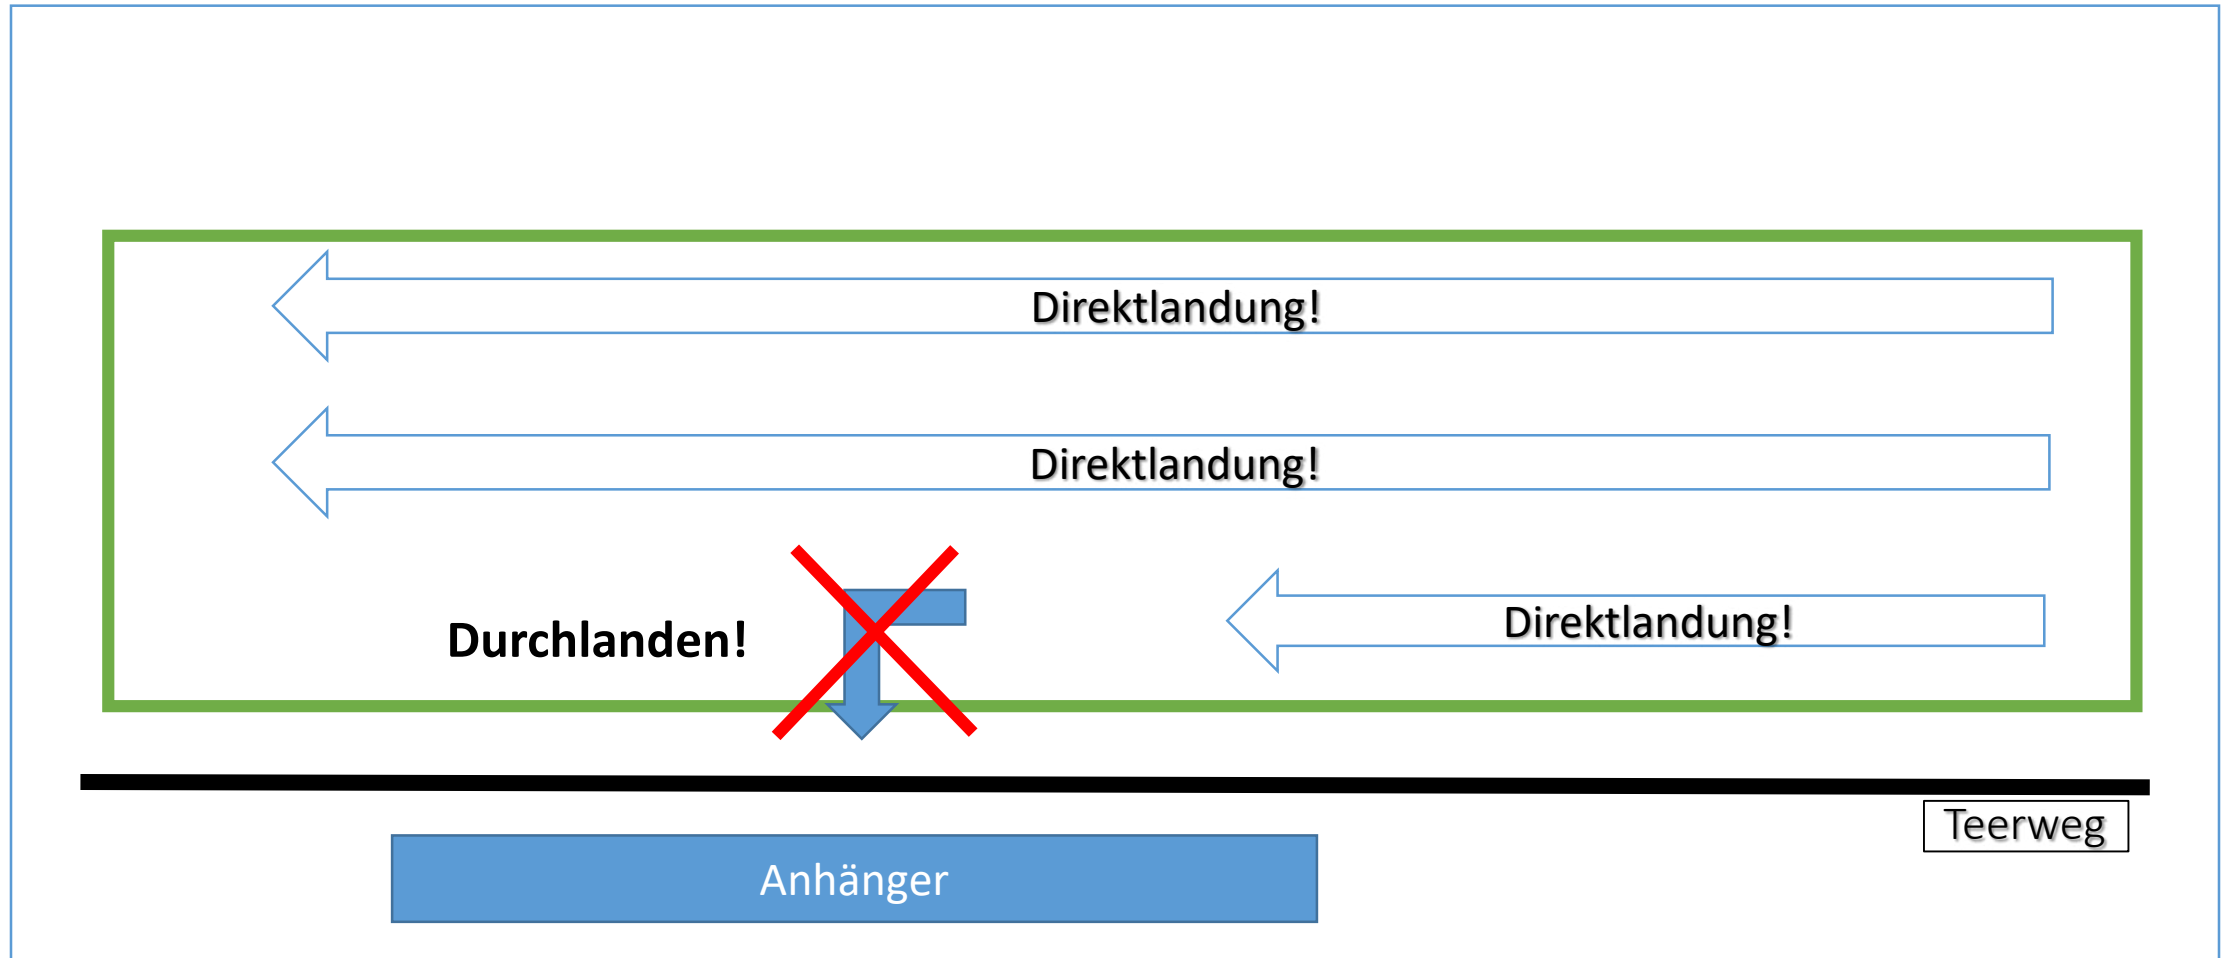 Direktlandung!
Direktlandung!
Durchlanden!
Direktlandung!
Teerweg
Anhänger